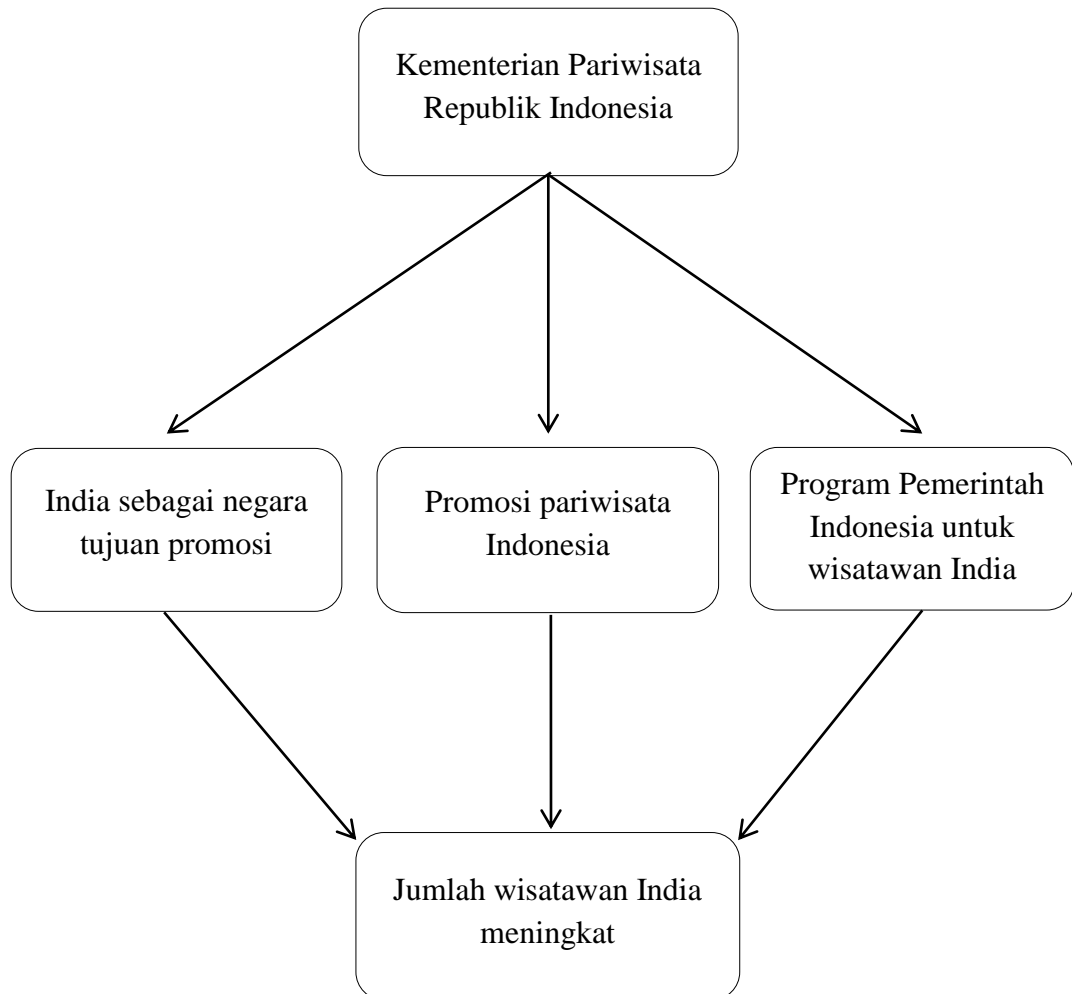 Kementerian Pariwisata
Republik Indonesia
India sebagai negara
tujuan promosi
Promosi pariwisata
Indonesia
Program Pemerintah
Indonesia untuk
wisatawan India
Jumlah wisatawan India
meningkat